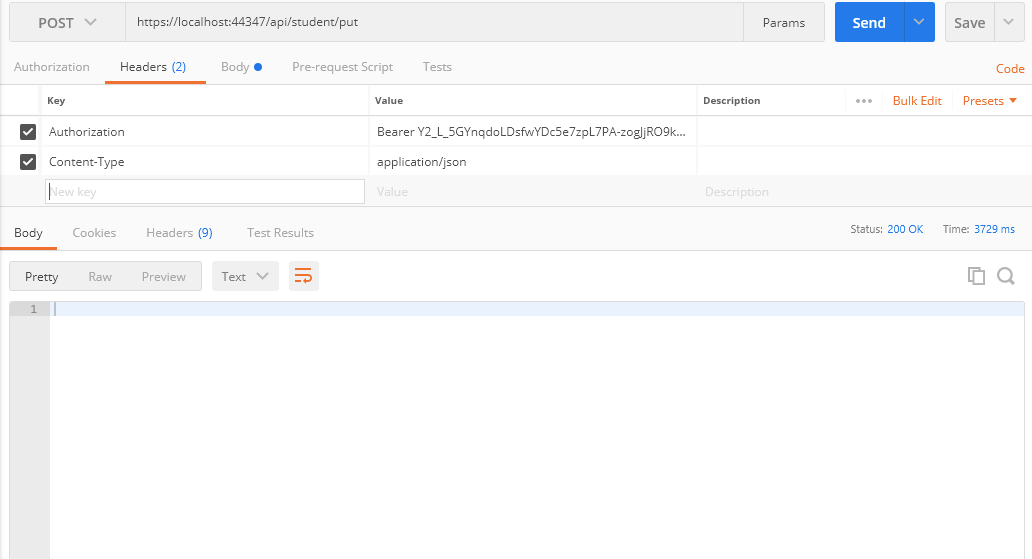 POST https://localhost:44347/api/student/put Params Send Save
Authorization Headers (2) Body Pre-request Script Tests Code
Key Value Description Bulk Edit Presets
Authorization Bearer Y2_L_5GYnqdoLDsfwYDc5e7zpL7PA-zogJjRO9k...
Content-Type application/json
New key Value Description
Body Cookies Headers (9) Test Results Status: 200 OK Time: 3729 ms
Pretty Raw Preview Text
1